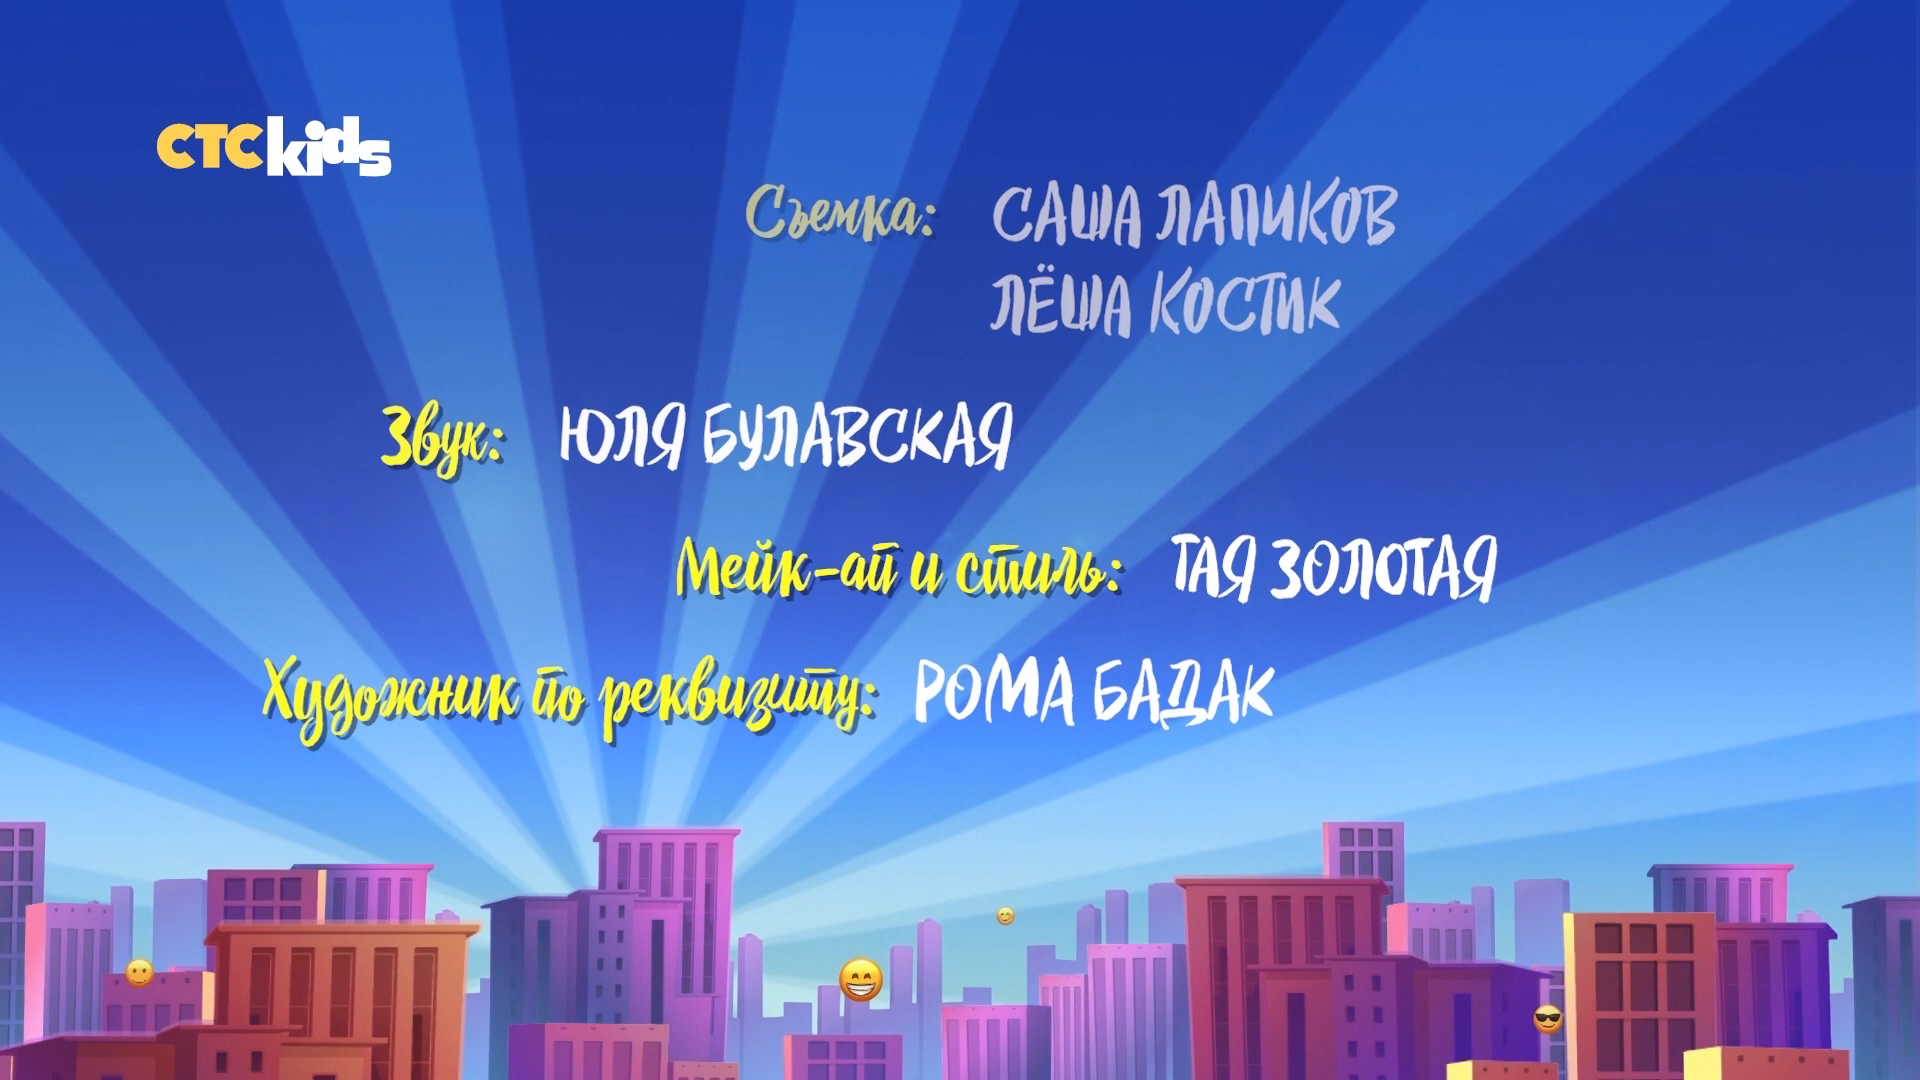 СТС kids
Съемка: САША ЛАПИКОВ
ЛЁША КОСТИК
Звук: ЮЛЯ БУЛАВСКАЯ
Мейк-ап и стиль: ТАЯ ЗОЛОТАЯ
Художник по реквизиту: РОМА БАДАК